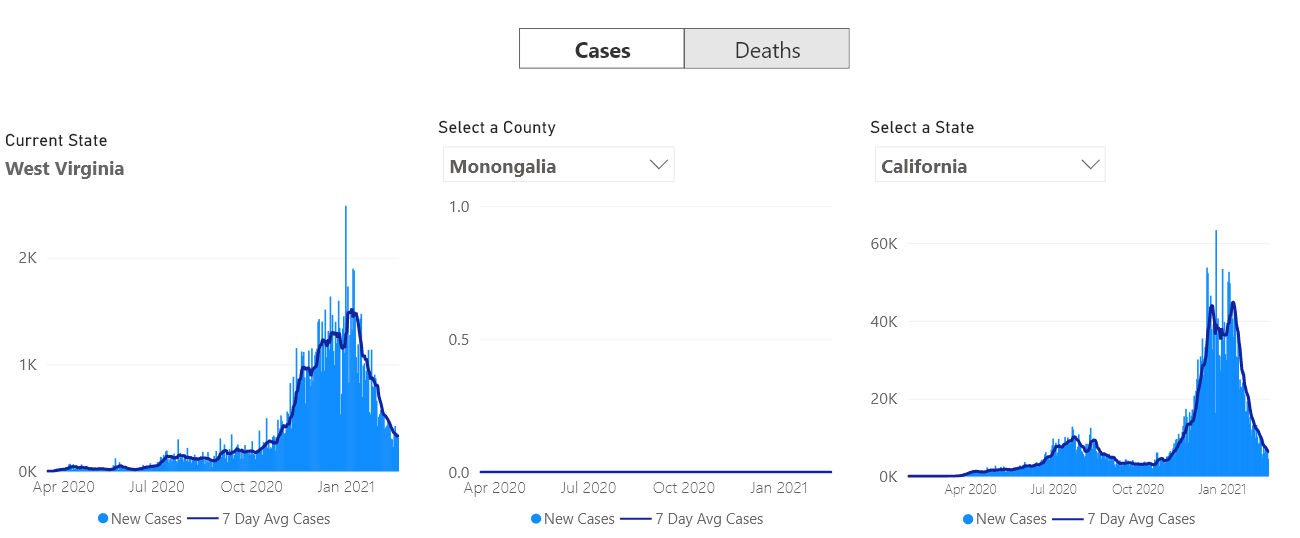 Cases Deaths
Current State
West Virginia
2K
1K
0K
Apr 2020 Jul 2020 Oct 2020 Jan 2021
New Cases 7 Day Avg Cases
Select a County
Monongalia
1.0
0.5
0.0
Apr 2020 Jul 2020 Oct 2020 Jan 2021
New Cases 7 Day Avg Cases
Select a State
California
60K
40K
20K
0K
Apr 2020 Jul 2020 Oct 2020 Jan 2021
New Cases 7 Day Avg Cases